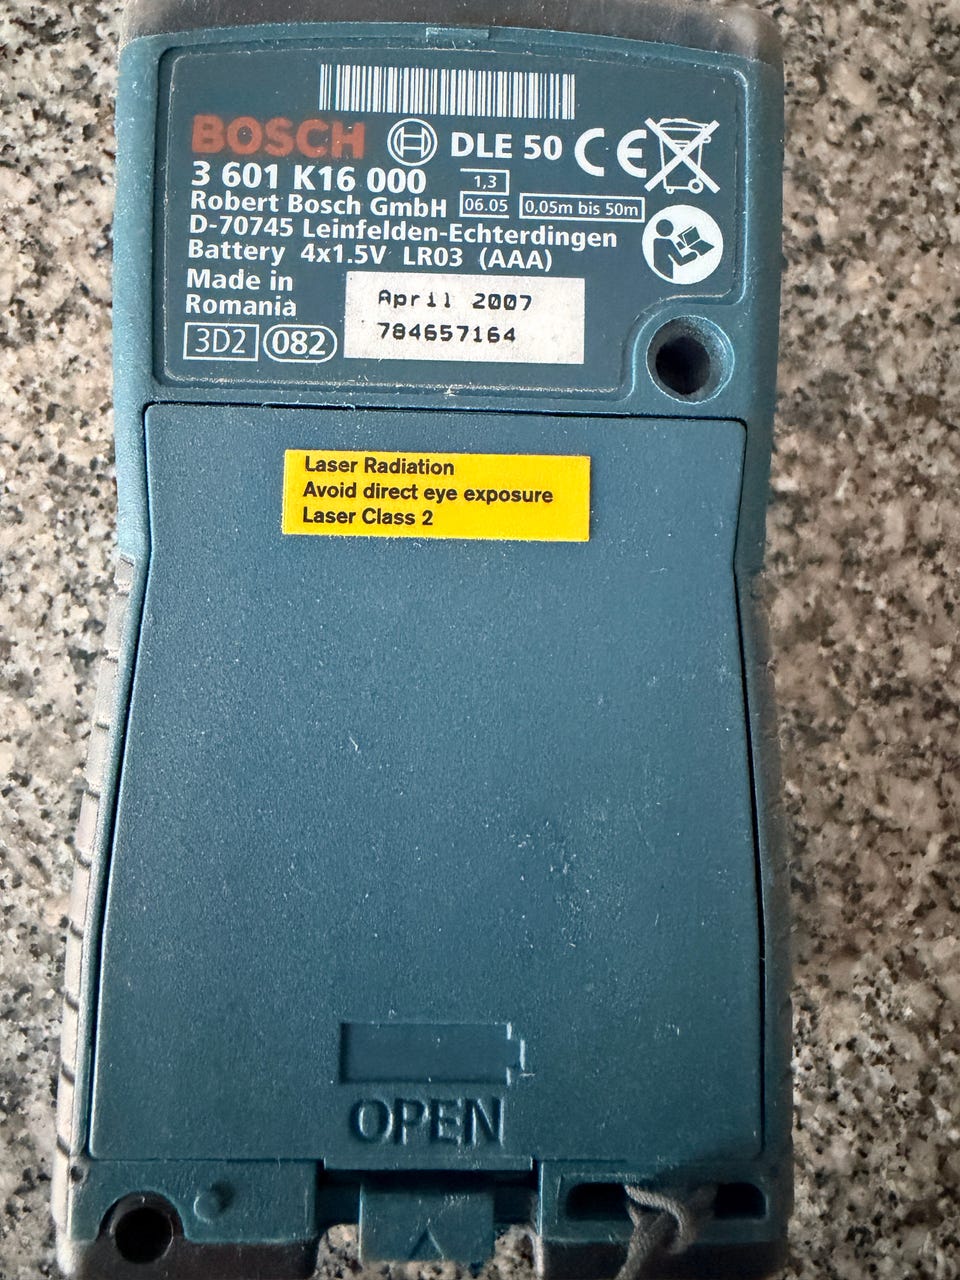 BOSCH DLE 50 CE
3 601 K16 000 1,3
Robert Bosch GmbH 06.05 0,05m bis 50m
D-70745 Leinfelden-Echterdingen
Battery 4x1.5V LR03 (AAA)
Made in
Romania
April 2007
784657164
3D2 082
Laser Radiation
Avoid direct eye exposure
Laser Class 2
OPEN